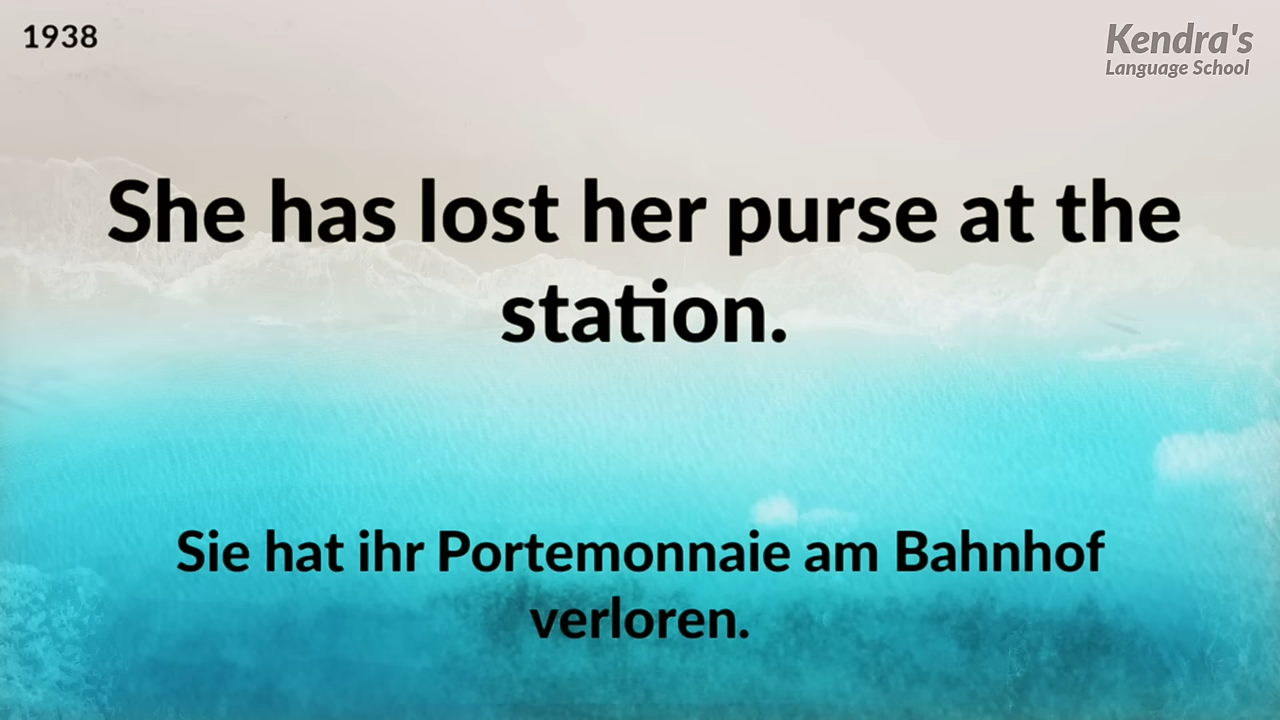 1938
Kendra's
Language School
She has lost her purse at the
station.
Sie hat ihr Portemonnaie am Bahnhof
verloren.